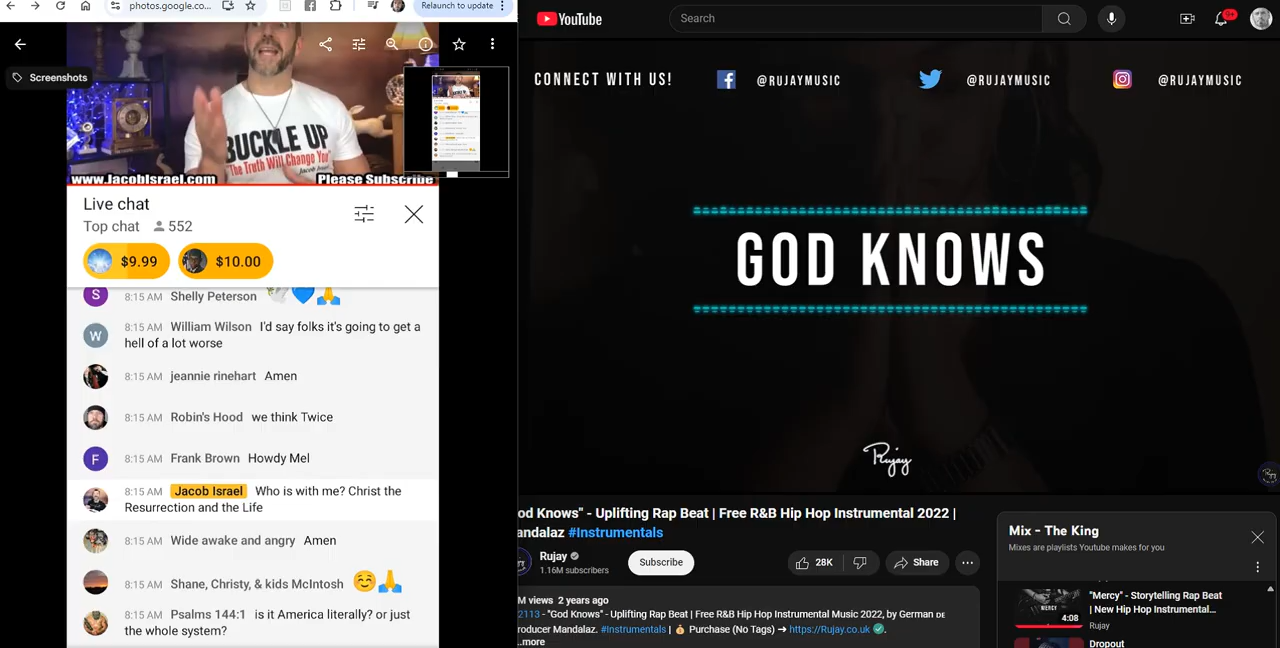 photos.google.co...
Relaunch to update
Screenshots
BUCKLE UP
"The Truth Will Change You"
Jacob Israel
www.JacobIsrael.com
Please Subscribe
Live chat
Top chat 552
$9.99
$10.00
S 8:15 AM Shelly Peterson 🕊️💙🙏
W 8:15 AM William Wilson I'd say folks it's going to get a
hell of a lot worse
8:15 AM jeannie rinehart Amen
8:15 AM Robin's Hood we think Twice
F 8:15 AM Frank Brown Howdy Mel
8:15 AM Jacob Israel Who is with me? Christ the
Resurrection and the Life
8:15 AM Wide awake and angry Amen
8:15 AM Shane, Christy, & kids McIntosh ☺️🙏
8:15 AM Psalms 144:1 is it America literally? or just
the whole system?
YouTube
Search
9+
CONNECT WITH US!
@RUJAYMUSIC
@RUJAYMUSIC
@RUJAYMUSIC
GOD KNOWS
Rujay
od Knows" - Uplifting Rap Beat | Free R&B Hip Hop Instrumental 2022 |
andalaz #Instrumentals
Rujay
1.16M subscribers
Subscribe
28K
Share
M views 2 years ago
2113 - "God Knows" - Uplifting Rap Beat | Free R&B Hip Hop Instrumental Music 2022, by German
roducer Mandalaz. #Instrumentals | 💰 Purchase (No Tags) ➔ https://Rujay.co.uk ✅.
...more
Mix - The King
Mixes are playlists Youtube makes for you
MERCY
4:08
"Mercy" - Storytelling Rap Beat
| New Hip Hop Instrumental...
Rujay
Dropout